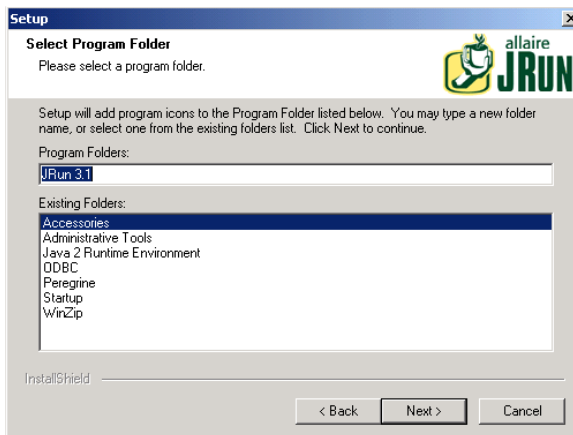 Setup
Select Program Folder
Please select a program folder.
allaire
JRUN
Setup will add program icons to the Program Folder listed below. You may type a new folder
name, or select one from the existing folders list. Click Next to continue.
Program Folders:
JRun 3.1
Existing Folders:
Accessories
Administrative Tools
Java 2 Runtime Environment
ODBC
Peregrine
Startup
WinZip
InstallShield
< Back
Next >
Cancel